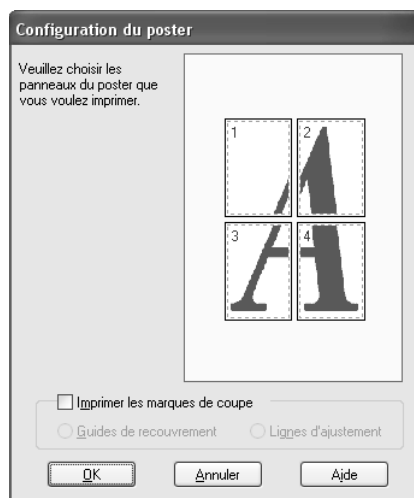 Configuration du poster
Veuillez choisir les
panneaux du poster que
vous voulez imprimer.
1 2
3 4
A
Imprimer les marques de coupe
Guides de recouvrement Lignes d'ajustement
OK Annuler Aide